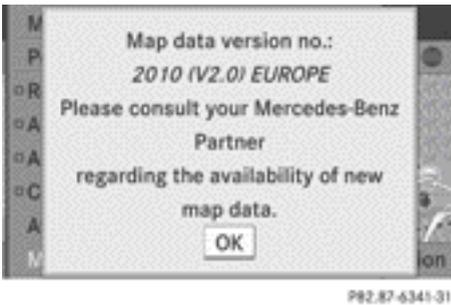 Map data version no.:
2010 (V2.0) EUROPE
Please consult your Mercedes-Benz
Partner
regarding the availability of new
map data.
OK
P82.87-6341-31